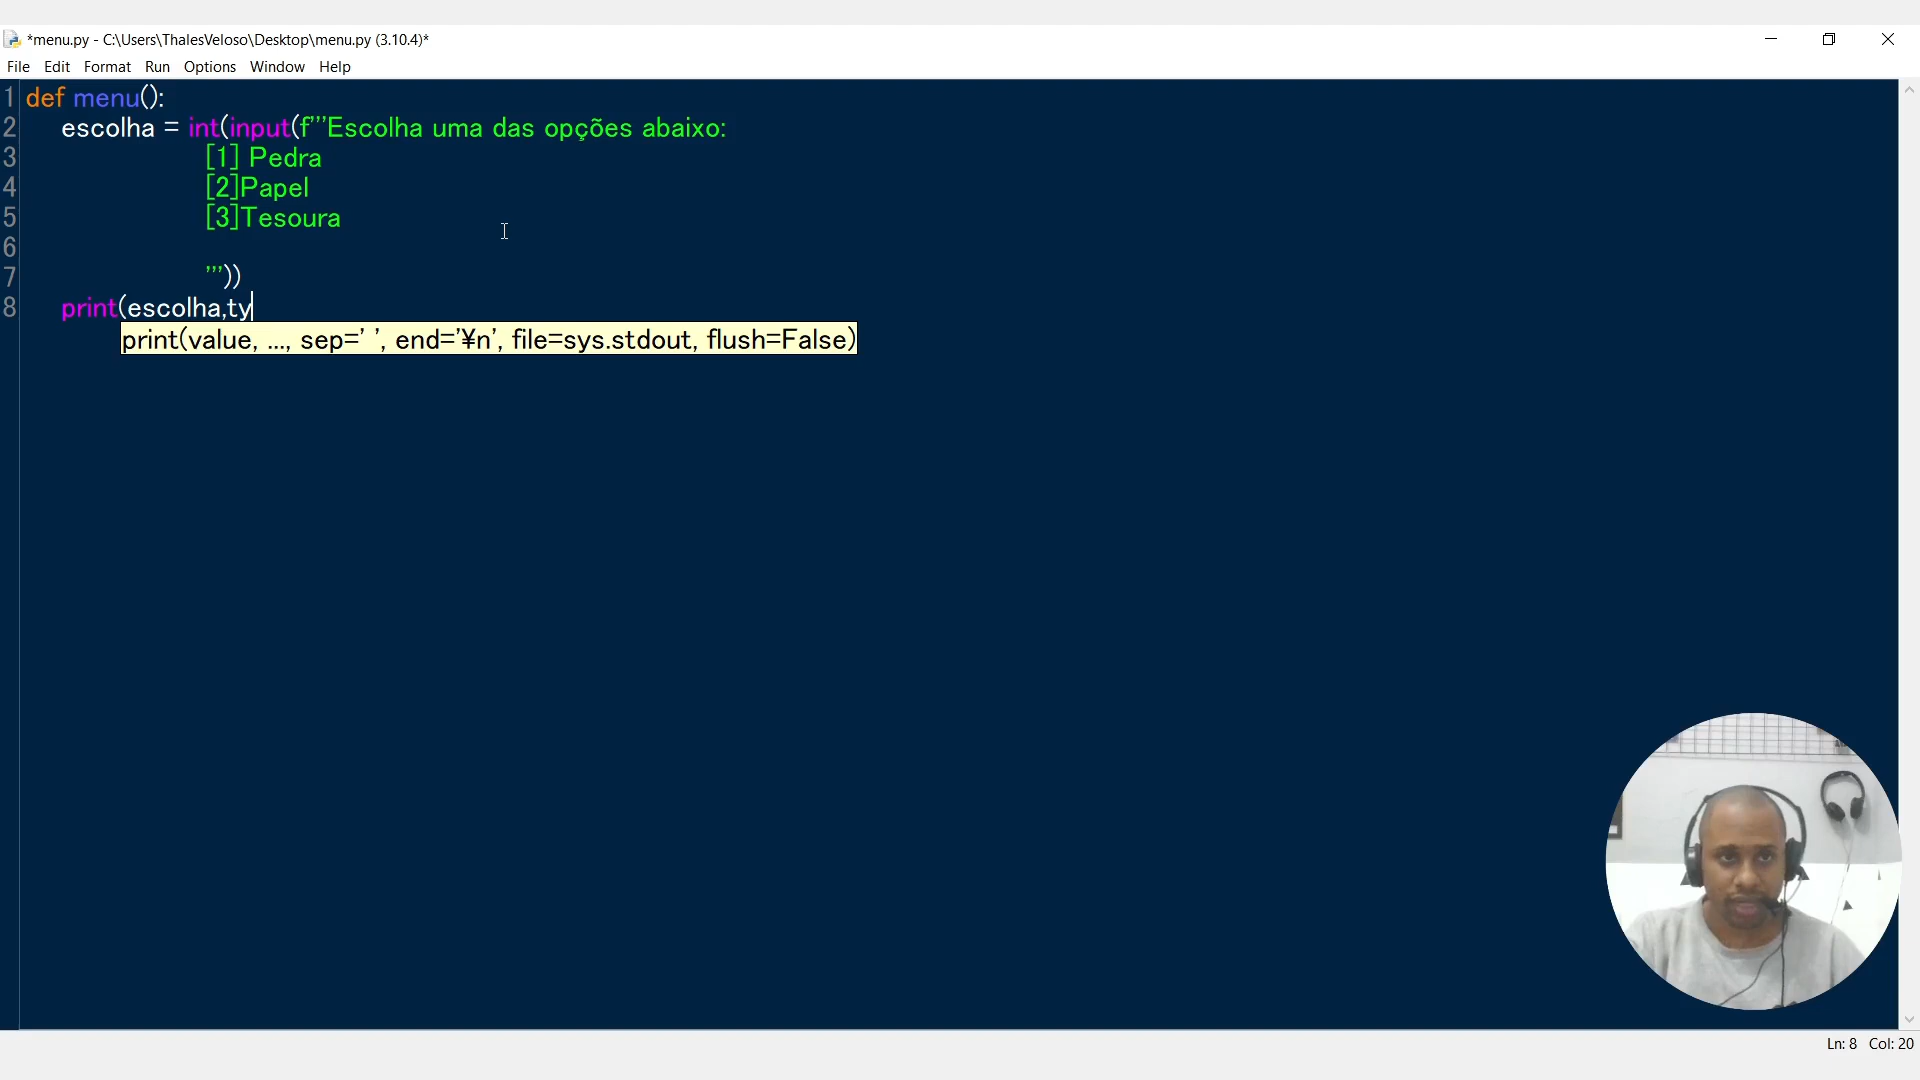 *menu.py - C:\Users\ThalesVeloso\Desktop\menu.py (3.10.4)*
File Edit Format Run Options Window Help
1 def menu():
2 escolha = int(input(f'''Escolha uma das opções abaixo:
3 [1] Pedra
4 [2]Papel
5 [3]Tesoura
6
7 '''))
8 print(escolha,ty
print(value, ..., sep=' ', end='¥n', file=sys.stdout, flush=False)
Ln: 8 Col: 20